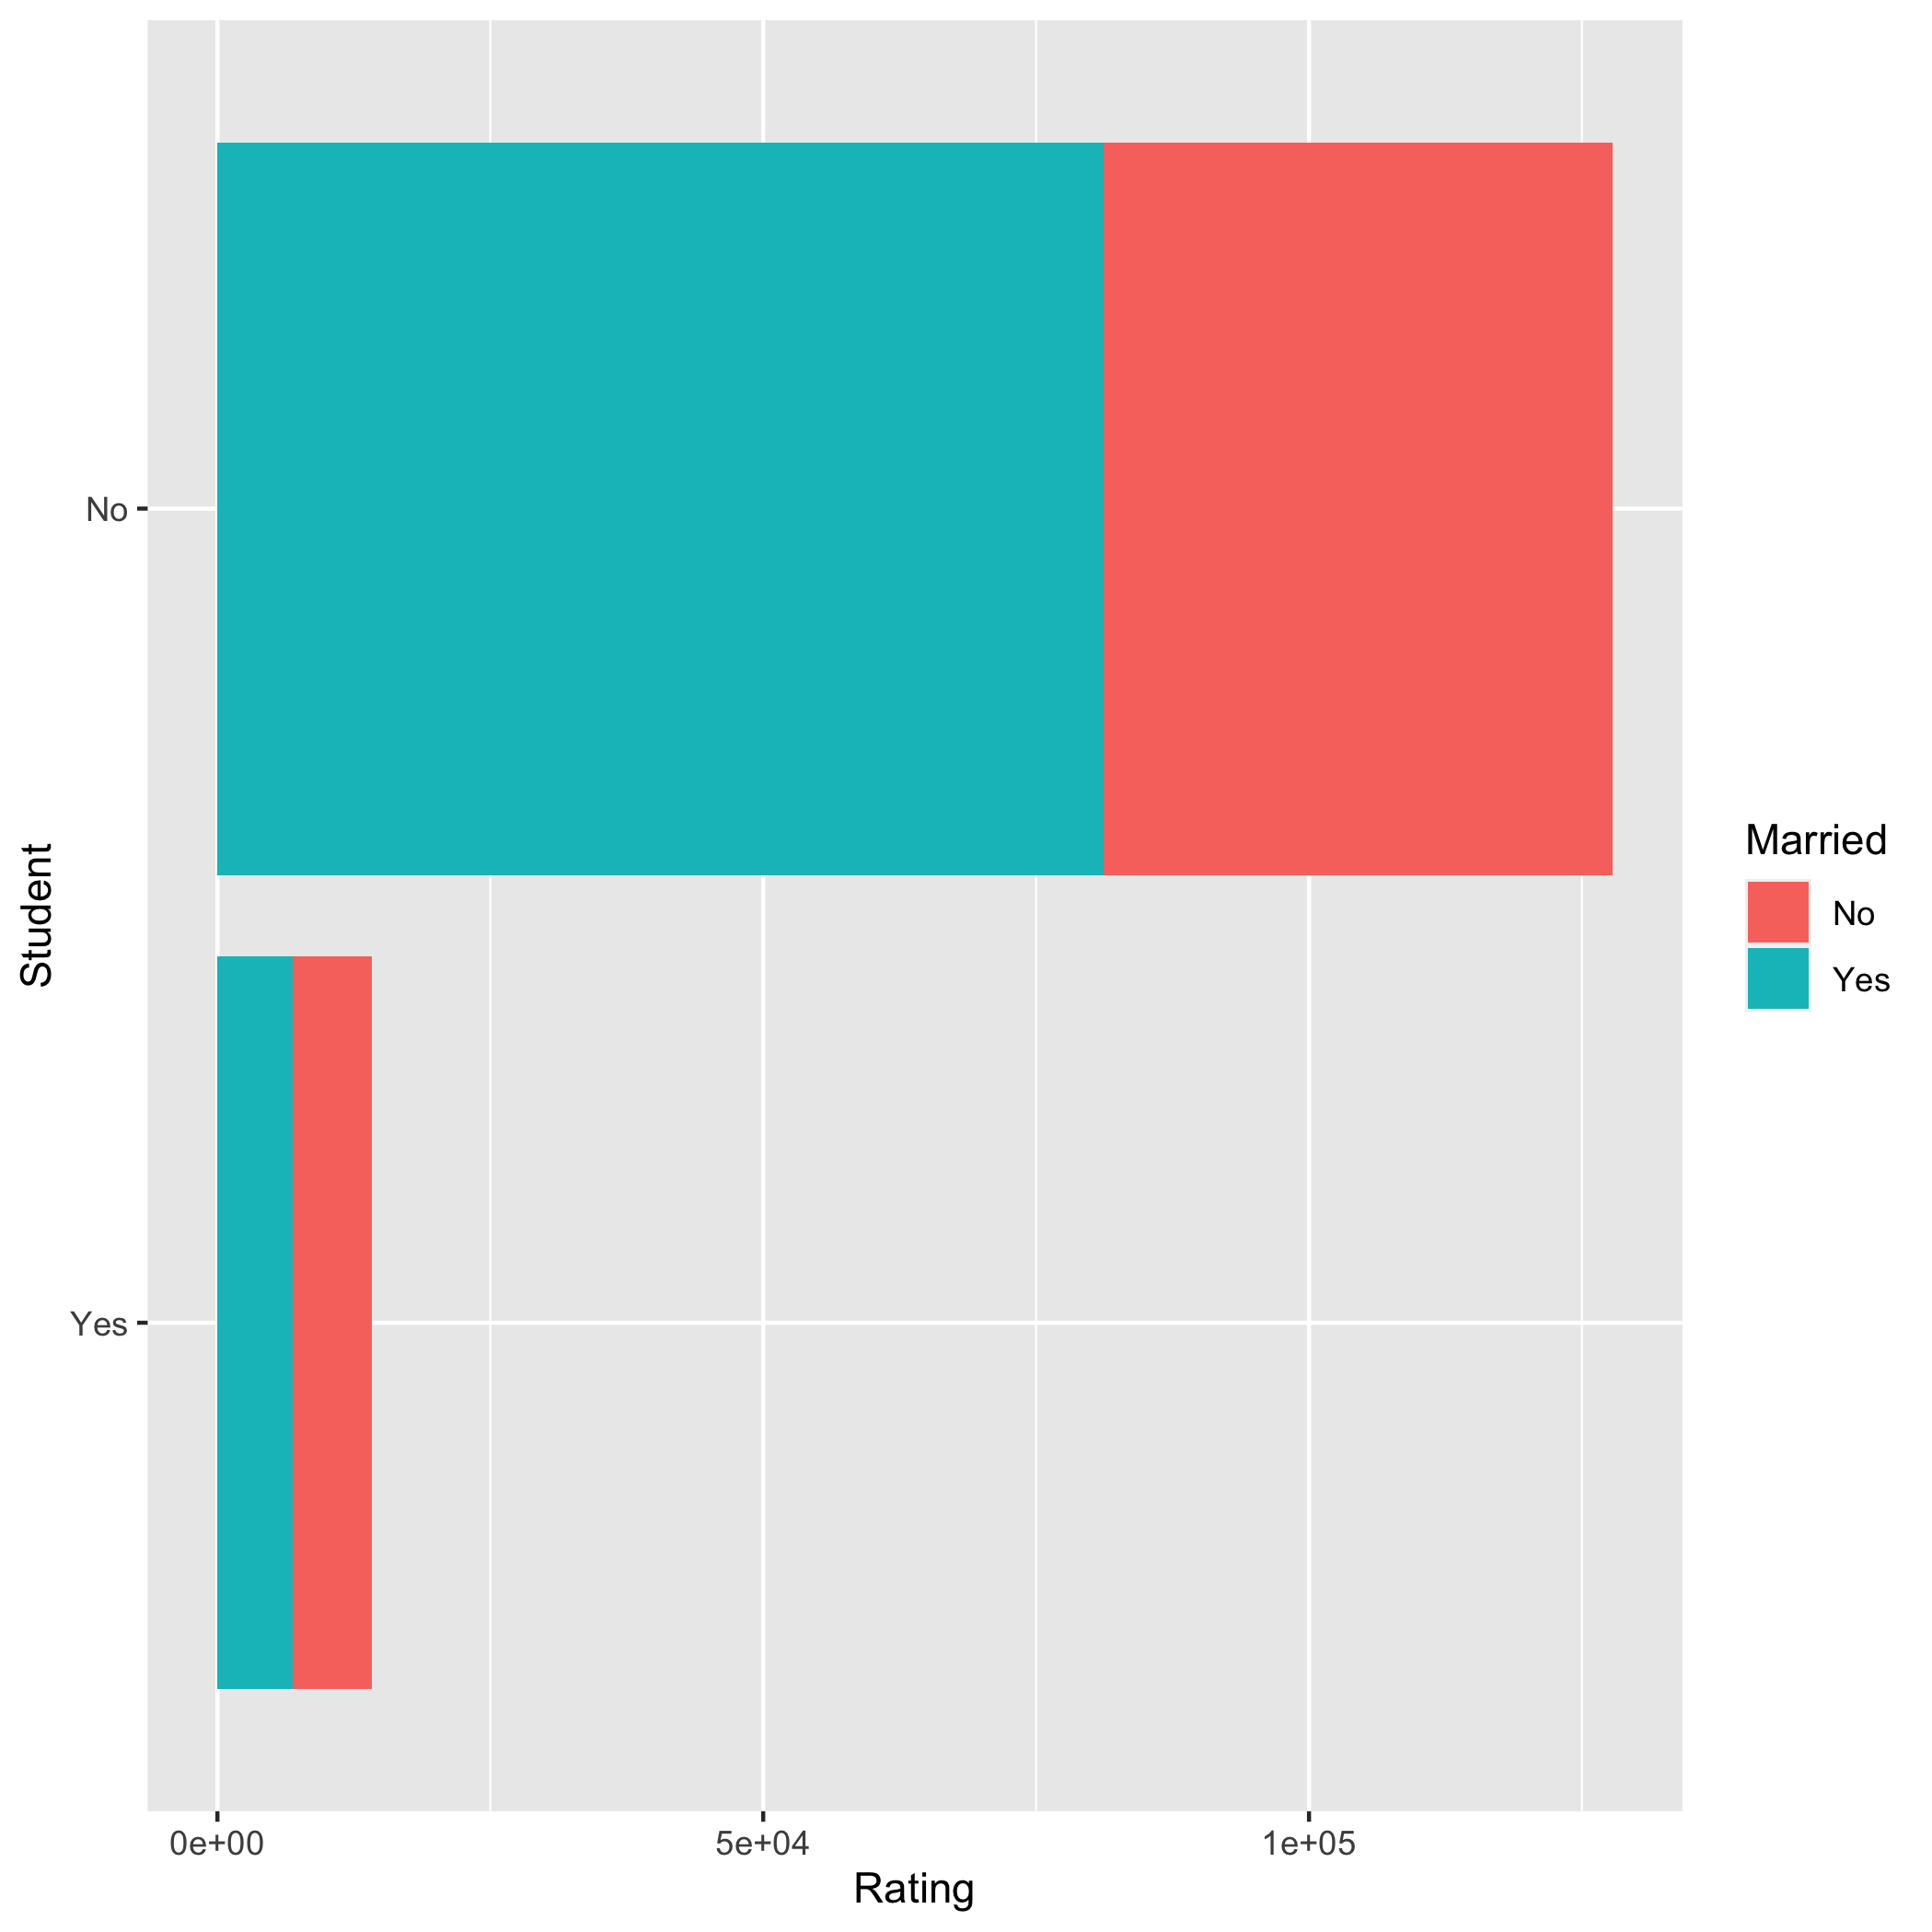 Student
No
Yes
0e+00 5e+04 1e+05
Rating
Married
No
Yes